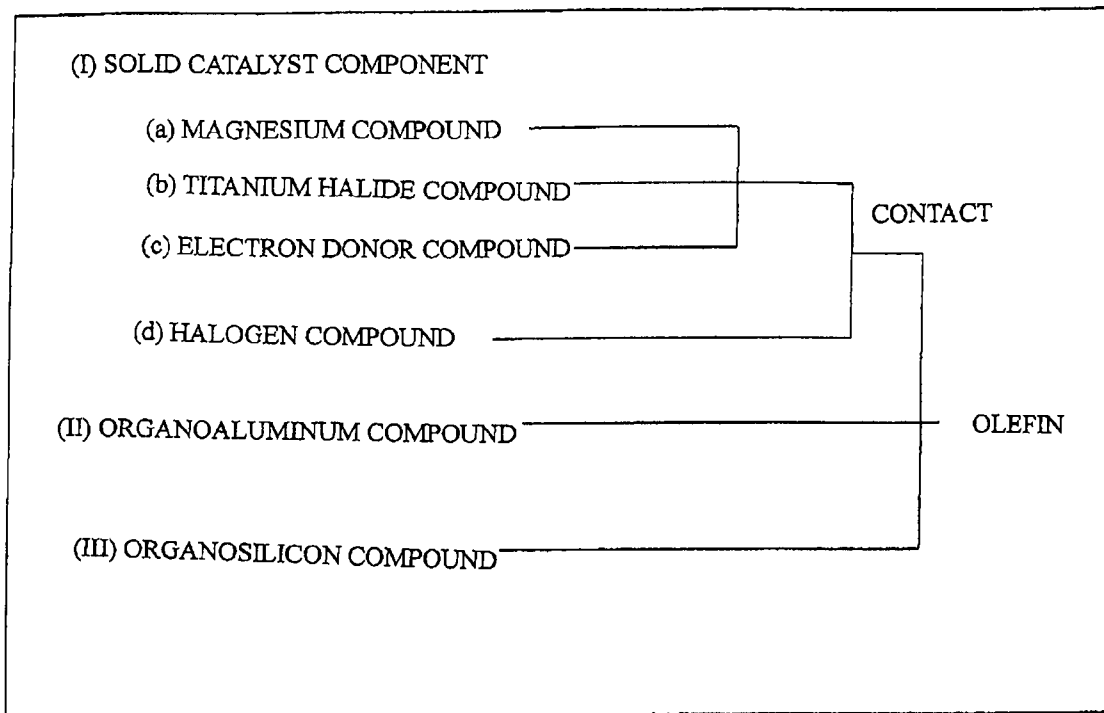 (I) SOLID CATALYST COMPONENT
(a) MAGNESIUM COMPOUND
(b) TITANIUM HALIDE COMPOUND
CONTACT
(c) ELECTRON DONOR COMPOUND
(d) HALOGEN COMPOUND
(II) ORGANOALUMINUM COMPOUND
OLEFIN
(III) ORGANOSILICON COMPOUND